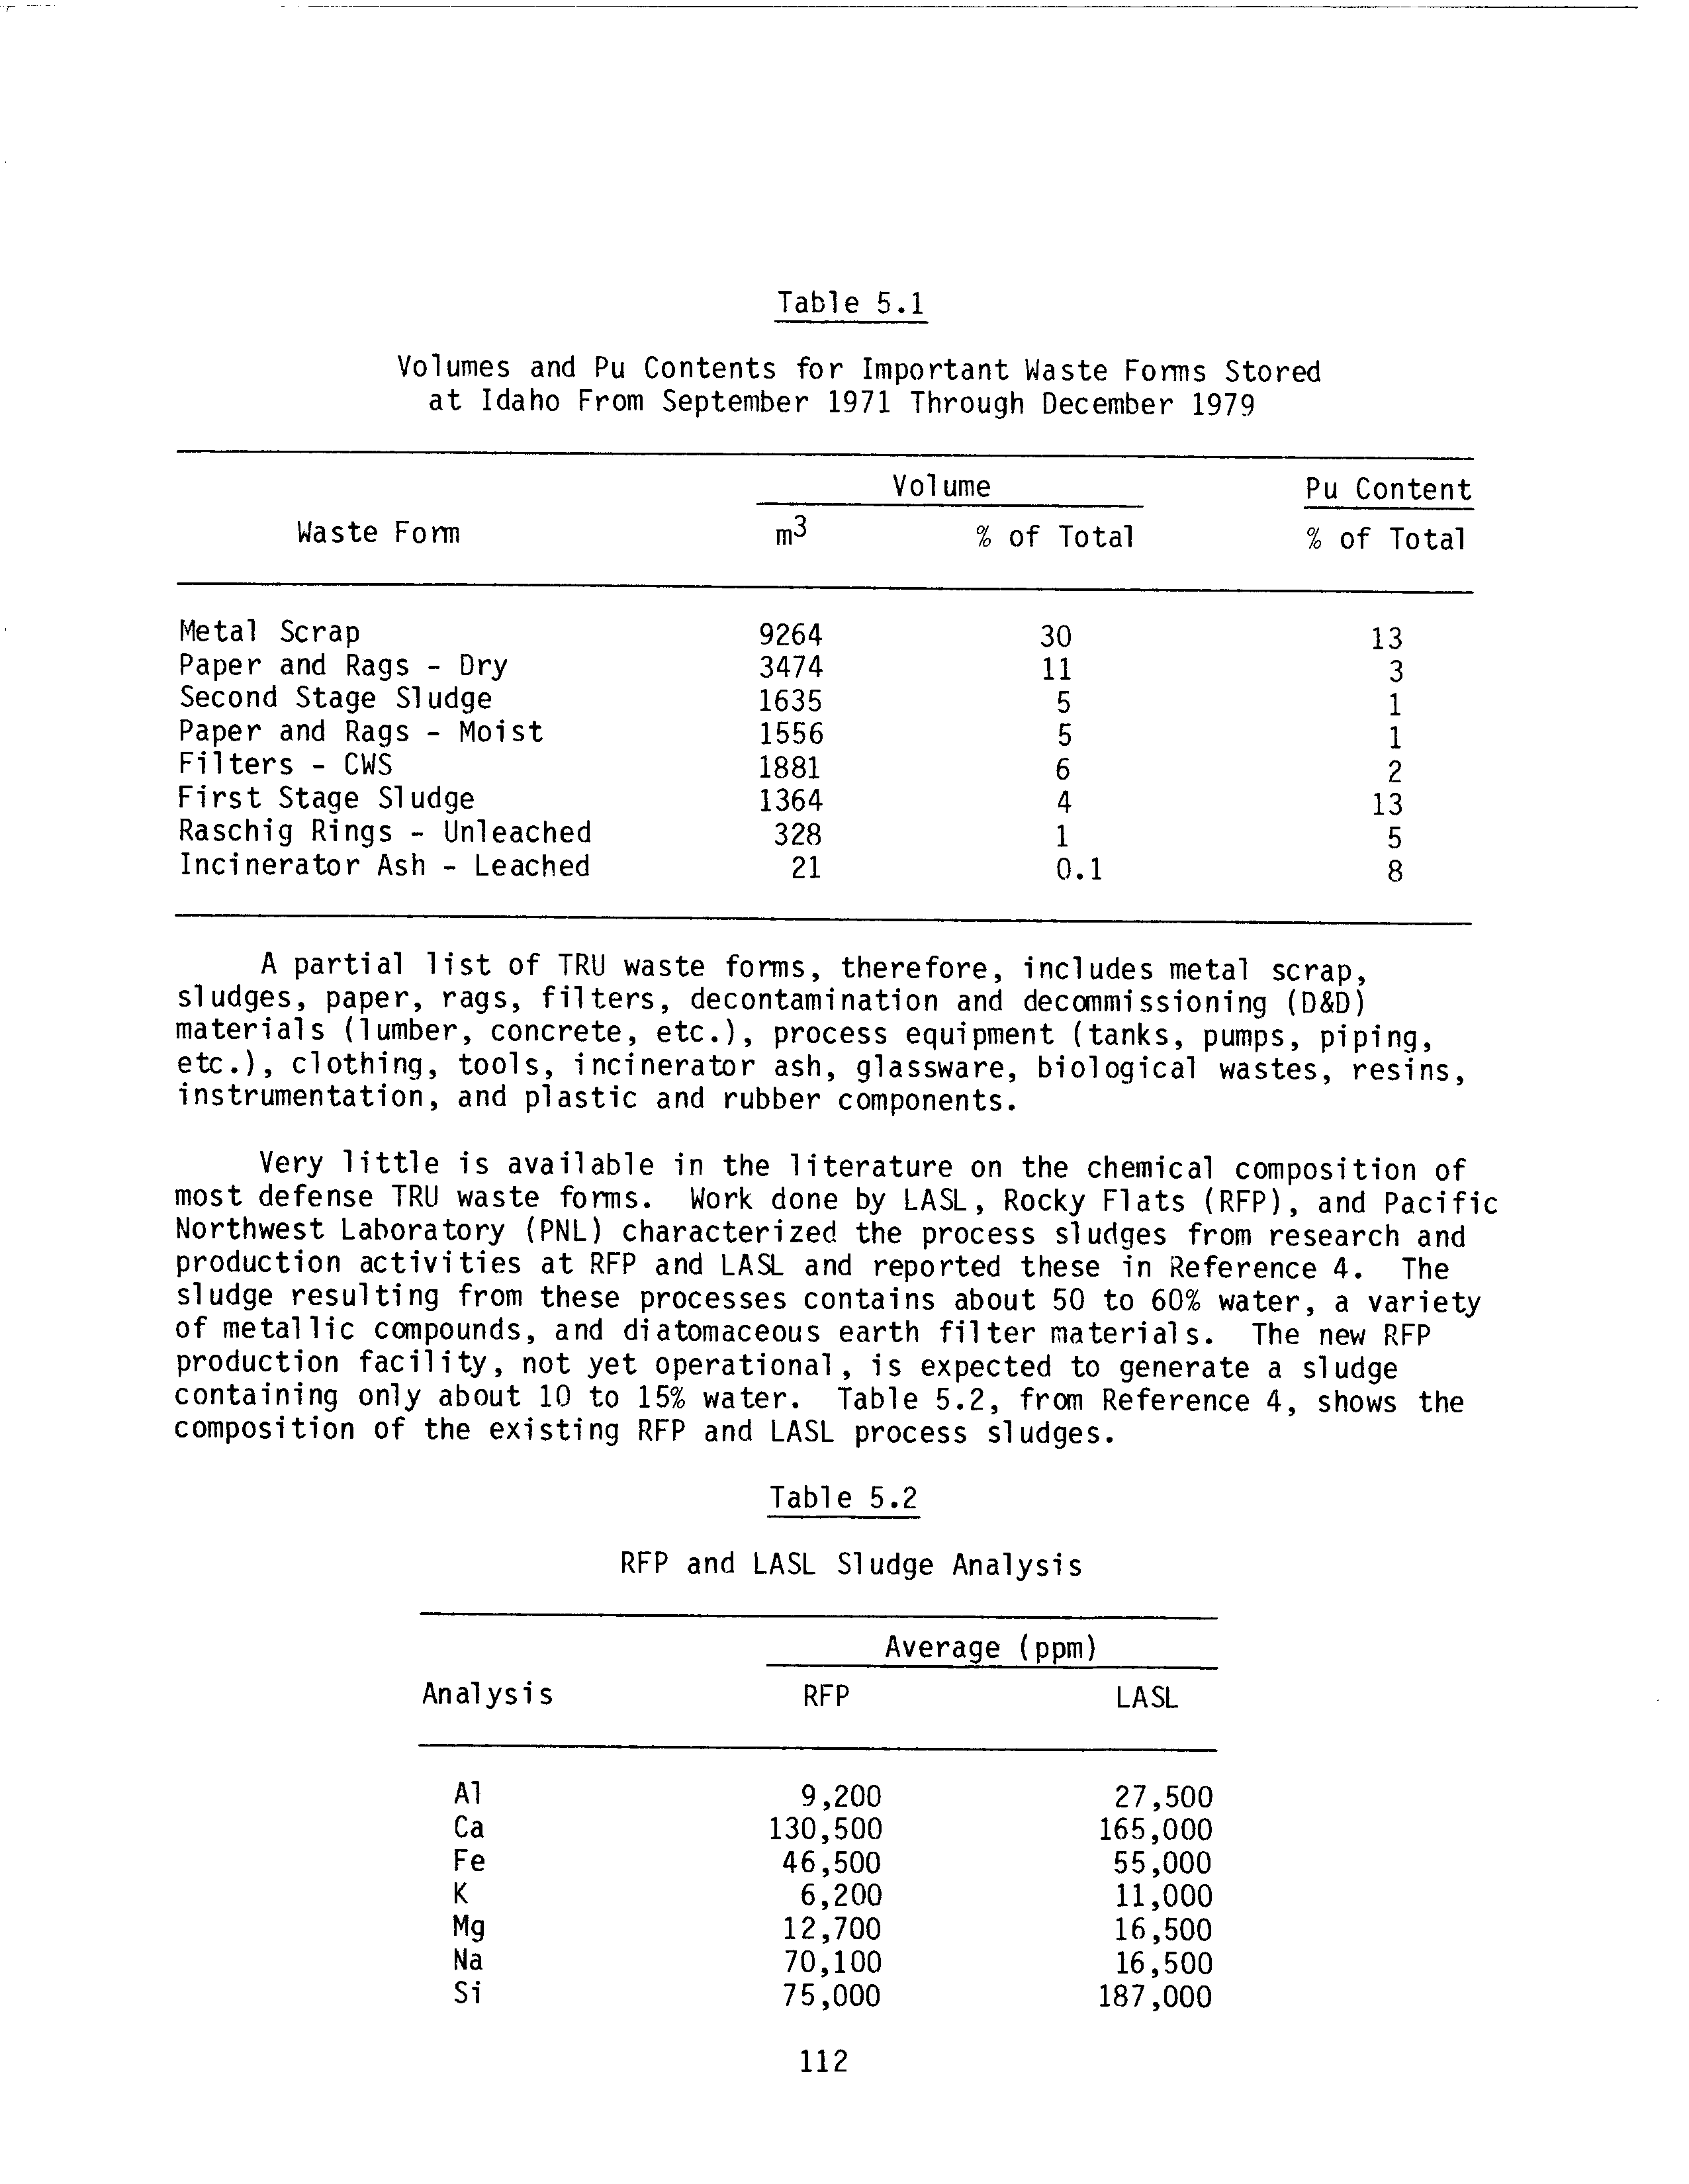 Table 5.1
Volumes and Pu Contents for Important Waste Forms Stored
at Idaho From September 1971 Through December 1979
Volume Pu Content
Waste Form m³ % of Total % of Total
Metal Scrap 9264 30 13
Paper and Rags - Dry 3474 11 3
Second Stage Sludge 1635 5 1
Paper and Rags - Moist 1556 5 1
Filters - CWS 1881 6 2
First Stage Sludge 1364 4 13
Raschig Rings - Unleached 328 1 5
Incinerator Ash - Leached 21 0.1 8
A partial list of TRU waste forms, therefore, includes metal scrap,
sludges, paper, rags, filters, decontamination and decommissioning (D&D)
materials (lumber, concrete, etc.), process equipment (tanks, pumps, piping,
etc.), clothing, tools, incinerator ash, glassware, biological wastes, resins,
instrumentation, and plastic and rubber components.
Very little is available in the literature on the chemical composition of
most defense TRU waste forms. Work done by LASL, Rocky Flats (RFP), and Pacific
Northwest Laboratory (PNL) characterized the process sludges from research and
production activities at RFP and LASL and reported these in Reference 4. The
sludge resulting from these processes contains about 50 to 60% water, a variety
of metallic compounds, and diatomaceous earth filter materials. The new RFP
production facility, not yet operational, is expected to generate a sludge
containing only about 10 to 15% water. Table 5.2, from Reference 4, shows the
composition of the existing RFP and LASL process sludges.
Table 5.2
RFP and LASL Sludge Analysis
Average (ppm)
Analysis RFP LASL
Al 9,200 27,500
Ca 130,500 165,000
Fe 46,500 55,000
K 6,200 11,000
Mg 12,700 16,500
Na 70,100 16,500
Si 75,000 187,000
112